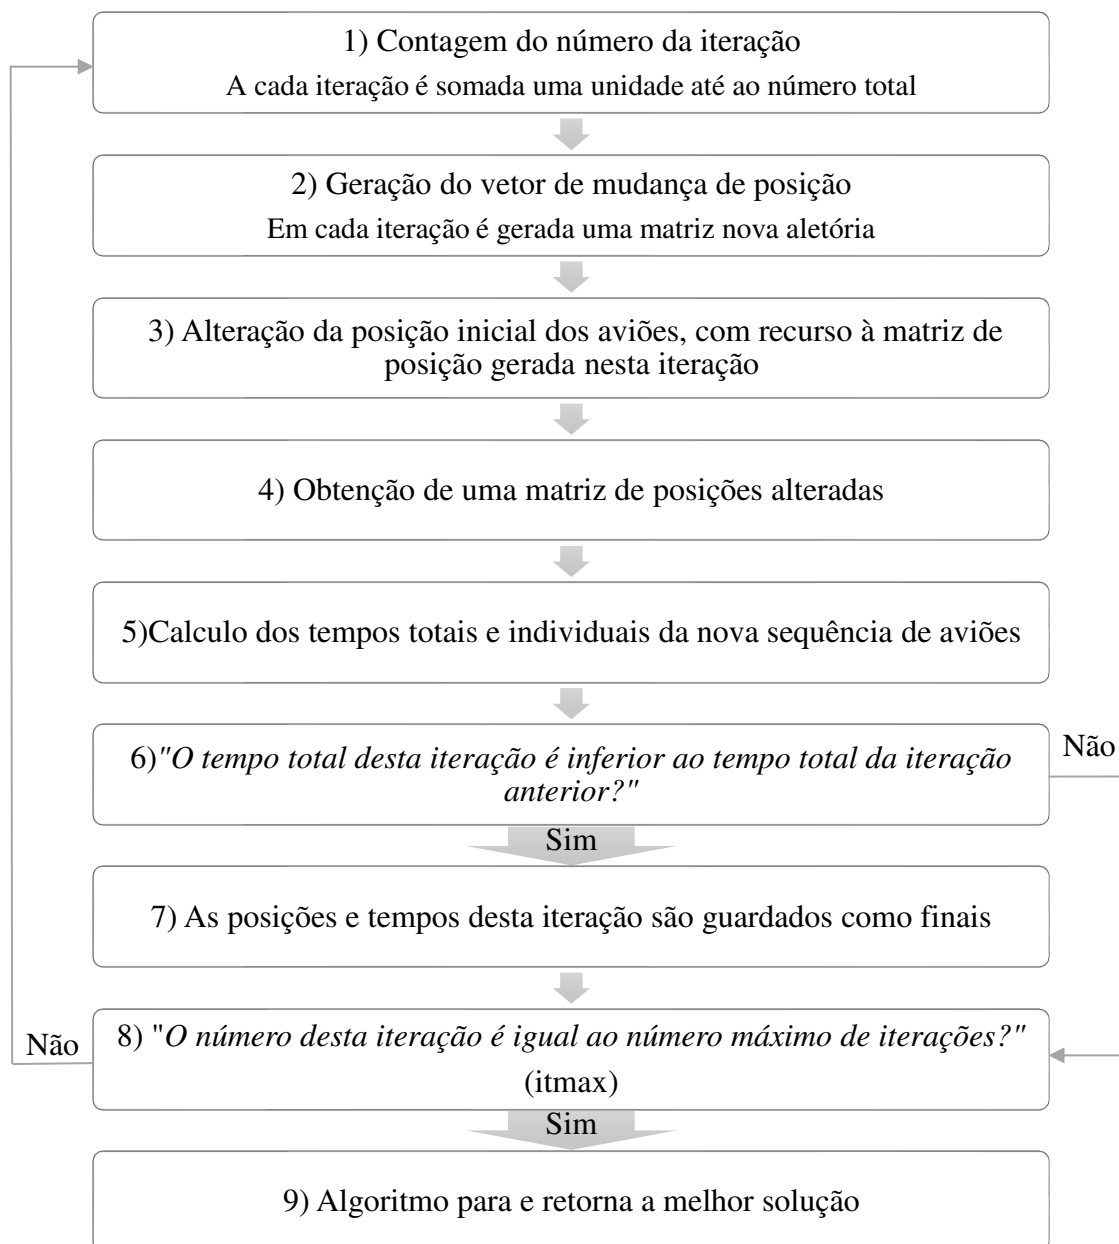 1) Contagem do número da iteração
A cada iteração é somada uma unidade até ao número total
2) Geração do vetor de mudança de posição
Em cada iteração é gerada uma matriz nova aletória
3) Alteração da posição inicial dos aviões, com recurso à matriz de
posição gerada nesta iteração
4) Obtenção de uma matriz de posições alteradas
5)Calculo dos tempos totais e individuais da nova sequência de aviões
6)"O tempo total desta iteração é inferior ao tempo total da iteração
anterior?"
Não
Sim
7) As posições e tempos desta iteração são guardados como finais
8) "O número desta iteração é igual ao número máximo de iterações?"
(itmax)
Não
Sim
9) Algoritmo para e retorna a melhor solução